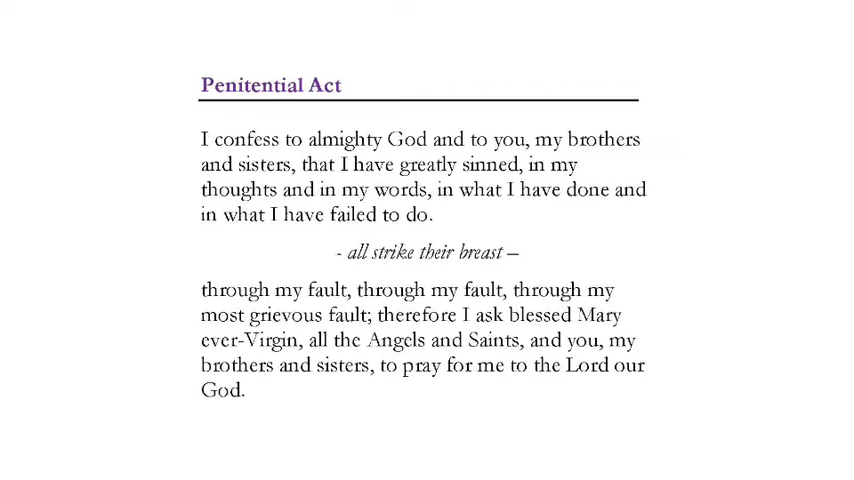 Penitential Act
I confess to almighty God and to you, my brothers
and sisters, that I have greatly sinned, in my
thoughts and in my words, in what I have done and
in what I have failed to do.
- all strike their breast –
through my fault, through my fault, through my
most grievous fault; therefore I ask blessed Mary
ever-Virgin, all the Angels and Saints, and you, my
brothers and sisters, to pray for me to the Lord our
God.